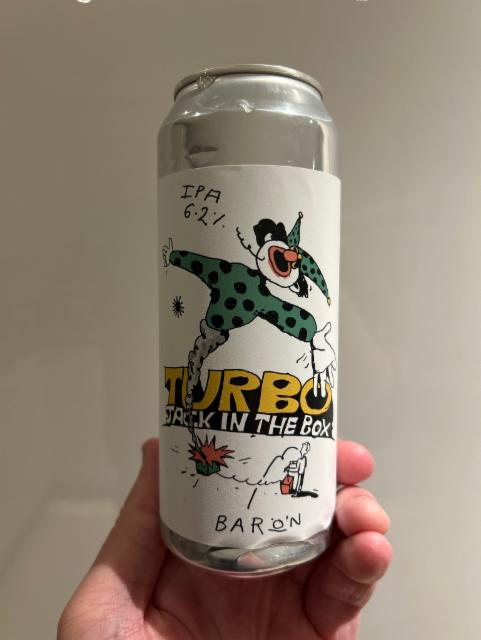 IPA
6.2%
TURBO
JACK IN THE BOX
BARON